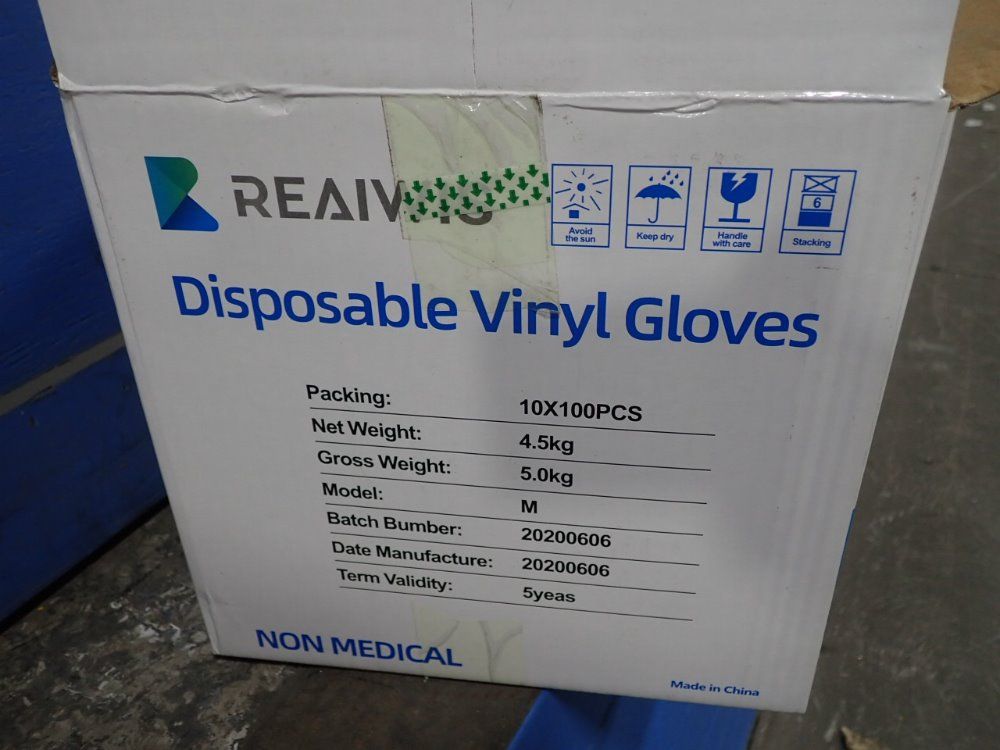 Avoid
the sun
Keep dry
Handle
with care
6
Stacking
Disposable Vinyl Gloves
Packing: 10X100PCS
Net Weight: 4.5kg
Gross Weight: 5.0kg
Model: M
Batch Bumber: 20200606
Date Manufacture: 20200606
Term Validity: 5yeas
NON MEDICAL
Made in China